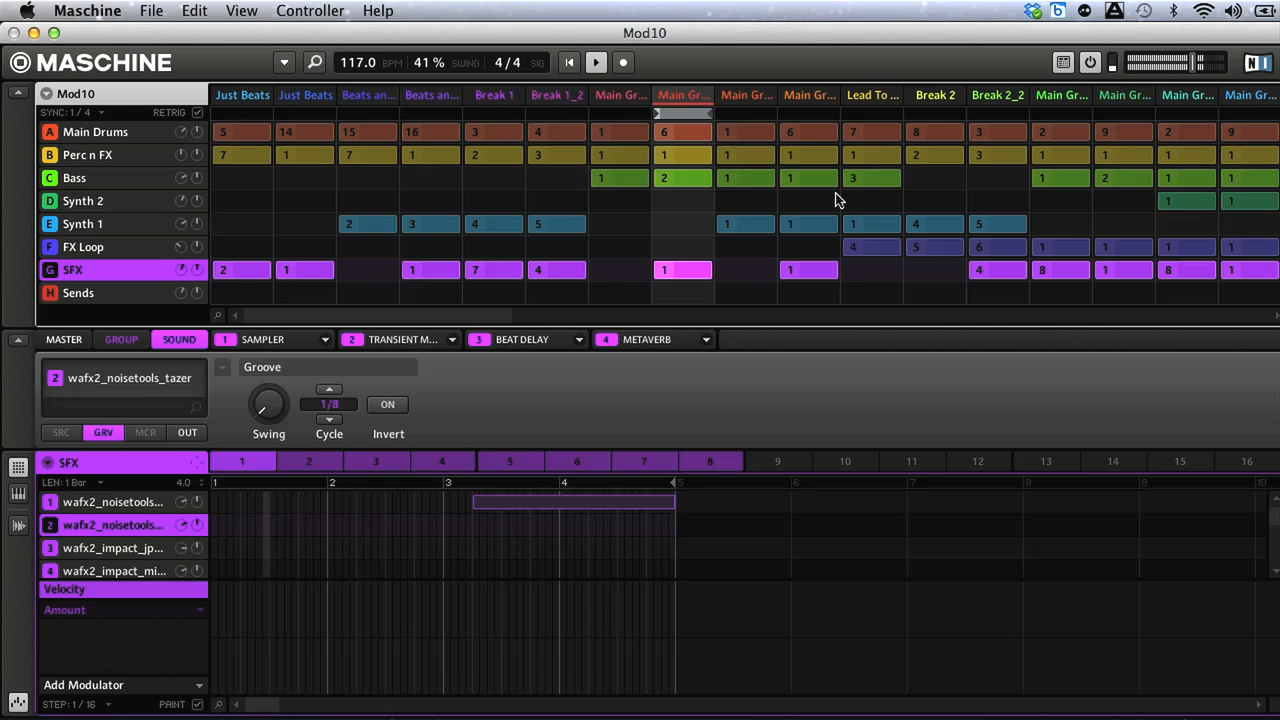 Maschine File Edit View Controller Help
Mod10
MASCHINE 117.0 BPM 41% SWING 4/4 SIG
Mod10 Just Beats Just Beats Beats an... Beats an... Break 1 Break 1_2 Main Gr... Main Gr... Main Gr... Main Gr... Lead To ... Break 2 Break 2_2 Main Gr... Main Gr... Main Gr... Main Gr...
SYNC: 1 / 4 RETRIG
A Main Drums 5 14 15 16 3 4 1 6 1 6 7 8 3 2 9 2 9
B Perc n FX 7 1 7 1 2 3 1 1 1 1 1 2 3 1 1 1 1
C Bass 1 2 1 1 3 1 2 1 1
D Synth 2 1 1
E Synth 1 2 3 4 5 1 1 1 4 5
F FX Loop 4 5 6 1 1 1 1
G SFX 2 1 1 7 4 1 1 4 8 1 8 1
H Sends
MASTER GROUP SOUND 1 SAMPLER 2 TRANSIENT M... 3 BEAT DELAY 4 METAVERB
Groove
2 wafx2_noisetools_tazer
1/8 ON
SRC GRV MCR OUT Swing Cycle Invert
SFX 1 2 3 4 5 6 7 8 9 10 11 12 13 14 15 16
LEN: 1 Bar 4.0 1 2 3 4 5 6 7 8 9 10
1 wafx2_noisetools...
2 wafx2_noisetools...
3 wafx2_impact_jp...
4 wafx2_impact_mi...
Velocity
Amount
Add Modulator
STEP: 1 / 16 PAINT